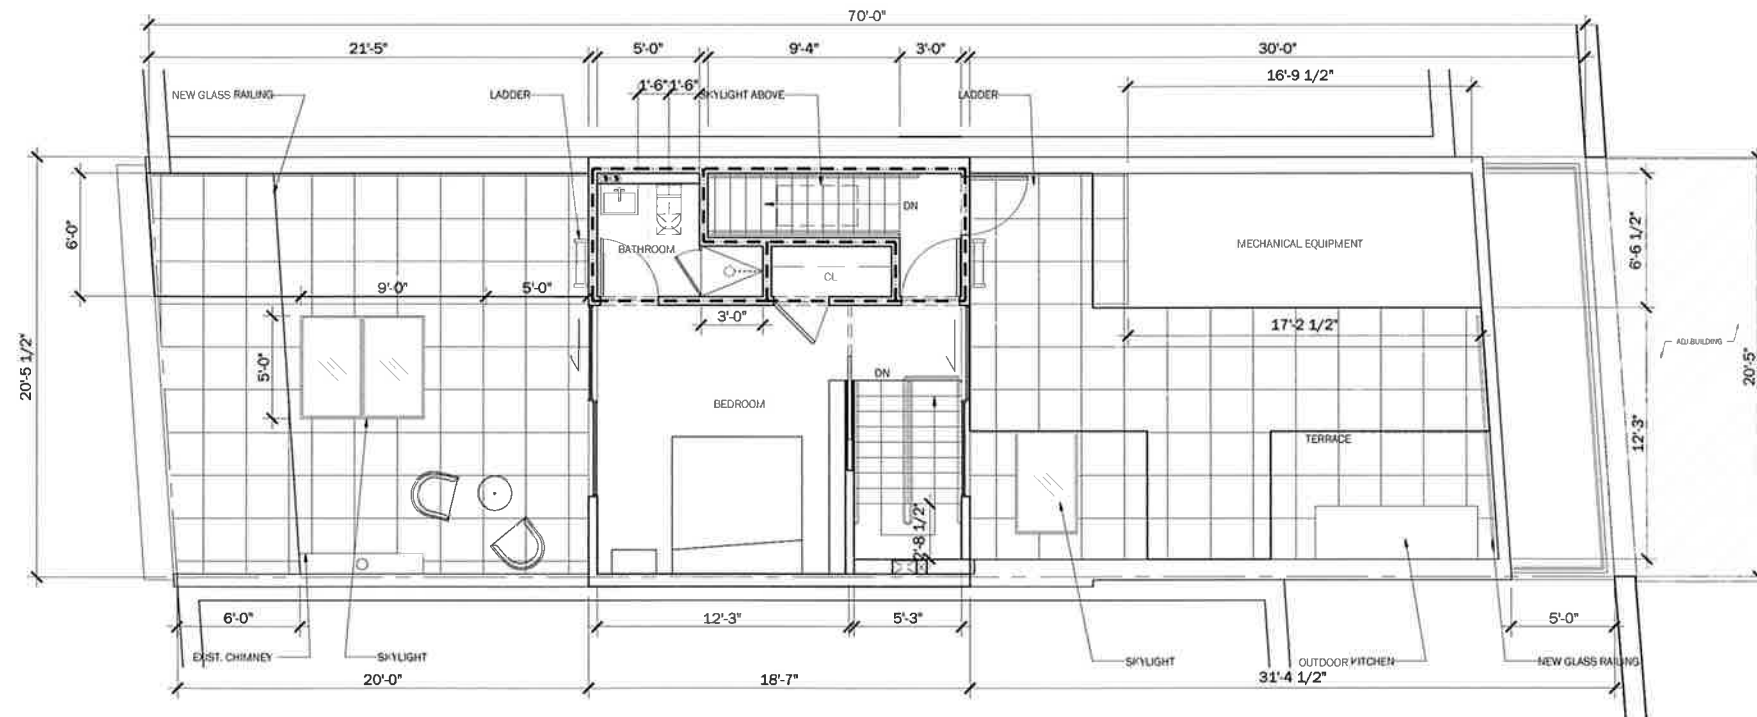 70'-0"
21'-5"
5'-0"
9'-4"
3'-0"
30'-0"
16'-9 1/2"
1'-6"
1'-6"
NEW GLASS RAILING
LADDER
SKYLIGHT ABOVE
LADDER
DN
6'-0"
BATHROOM
MECHANICAL EQUIPMENT
6'-6 1/2"
CL
9'-0"
5'-0"
3'-0"
17'-2 1/2"
ADJ.BUILDING
20'-5 1/2"
5'-0"
20'-5"
DN
BEDROOM
TERRACE
12'-3"
2'-8 1/2"
6'-0"
12'-3"
5'-3"
5'-0"
EXIST. CHIMNEY
SKYLIGHT
SKYLIGHT
OUTDOOR KITCHEN
NEW GLASS RAILING
20'-0"
18'-7"
31'-4 1/2"